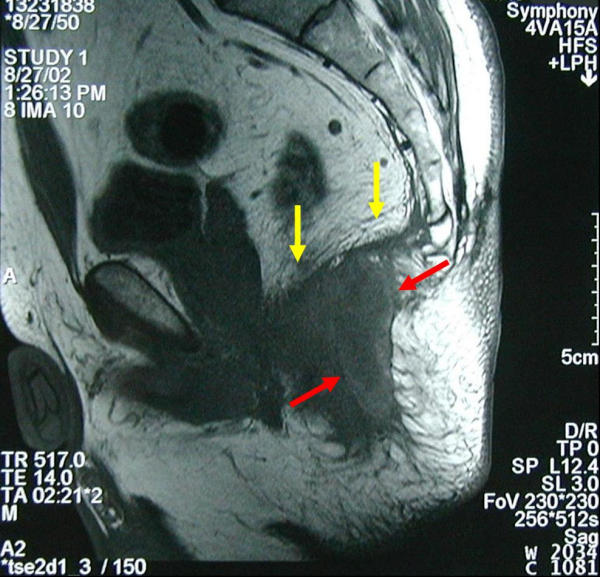 13231838
*8/27/50
STUDY 1
8/27/02
1:26:13 PM
8 IMA 10
Symphony
4VA15A
HFS
+LPH
A
5cm
TR 517.0
TE 14.0
TA 02:21*2
M
A2
*tse2d1_3 / 150
D/R
TP 0
SP L12.4
SL 3.0
FoV 230*230
256*512s
Sag
W 2034
C 1081